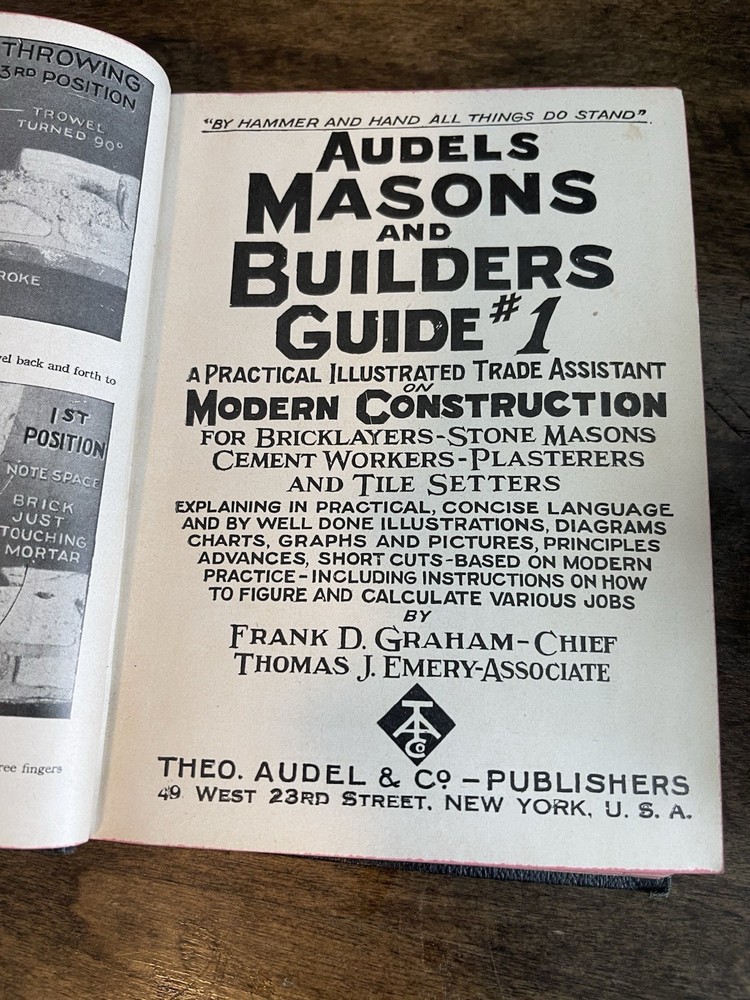 THROWING
3RD POSITION
TROWEL
TURNED 90°
ROKE
el back and forth to
1ST
POSITION
NOTE SPACE
BRICK
JUST
TOUCHING
MORTAR
ree fingers
"BY HAMMER AND HAND ALL THINGS DO STAND".
AUDELS
MASONS
AND
BUILDERS
GUIDE #1
A PRACTICAL ILLUSTRATED TRADE ASSISTANT
ON
MODERN CONSTRUCTION
FOR BRICKLAYERS-STONE MASONS
CEMENT WORKERS-PLASTERERS
AND TILE SETTERS
EXPLAINING IN PRACTICAL, CONCISE LANGUAGE
AND BY WELL DONE ILLUSTRATIONS, DIAGRAMS
CHARTS, GRAPHS AND PICTURES, PRINCIPLES
ADVANCES, SHORT CUTS-BASED ON MODERN
PRACTICE-INCLUDING INSTRUCTIONS ON HOW
TO FIGURE AND CALCULATE VARIOUS JOBS
BY
FRANK D. GRAHAM-CHIEF
THOMAS J. EMERY-ASSOCIATE
TA Co
THEO. AUDEL & Co. - PUBLISHERS
49 WEST 23RD STREET. NEW YORK, U. S. A.